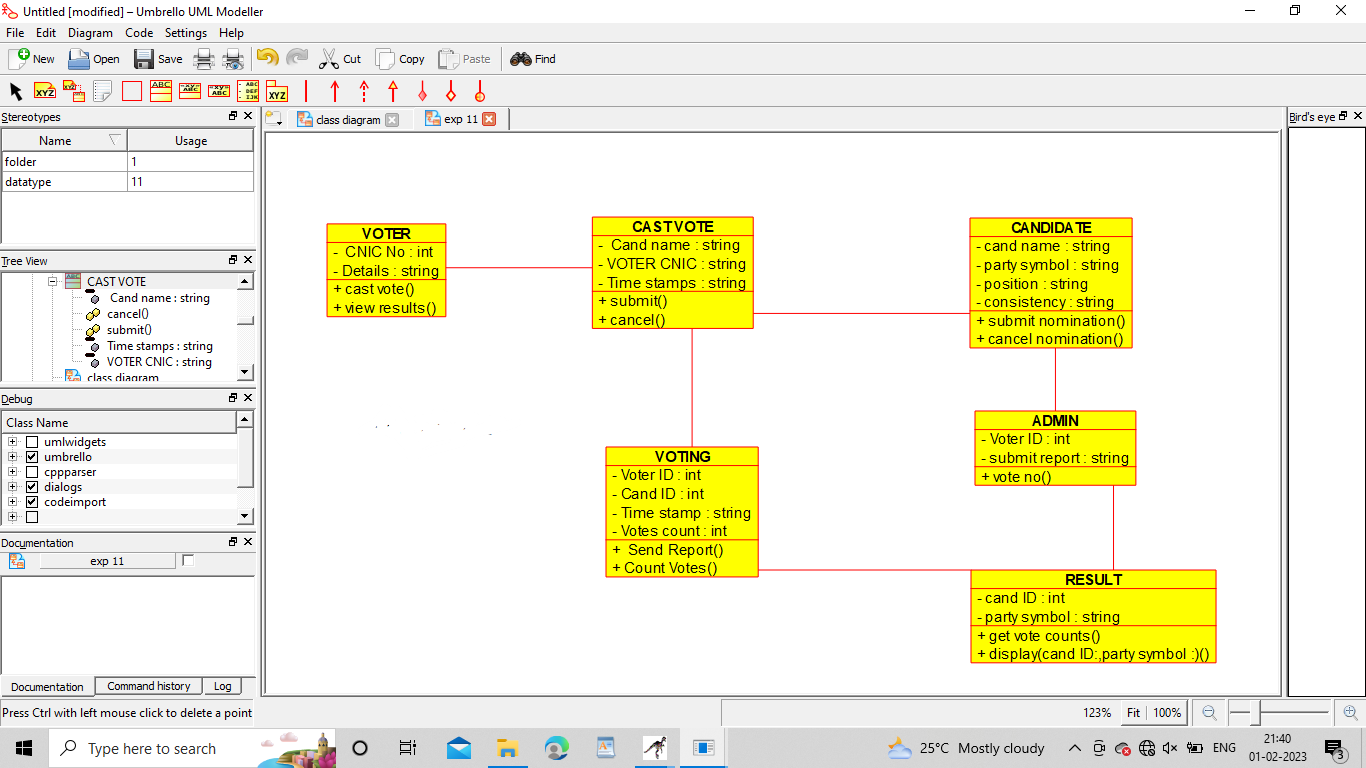 Untitled [modified] – Umbrello UML Modeller
File Edit Diagram Code Settings Help
New Open Save Cut Copy Paste Find
Stereotypes
Name Usage
folder 1
datatype 11
Tree View
CAST VOTE
Cand name : string
cancel()
submit()
Time stamps : string
VOTER CNIC : string
class diagram
Debug
Class Name
umlwidgets
umbrello
cppparser
dialogs
codeimport
Documentation
exp 11
Documentation Command history Log
Press Ctrl with left mouse click to delete a point
class diagram exp 11
VOTER
- CNIC No : int
- Details : string
+ cast vote()
+ view results()
CAST VOTE
- Cand name : string
- VOTER CNIC : string
- Time stamps : string
+ submit()
+ cancel()
CANDIDATE
- cand name : string
- party symbol : string
- position : string
- consistency : string
+ submit nomination()
+ cancel nomination()
ADMIN
- Voter ID : int
- submit report : string
+ vote no()
VOTING
- Voter ID : int
- Cand ID : int
- Time stamp : string
- Votes count : int
+ Send Report()
+ Count Votes()
RESULT
- cand ID : int
- party symbol : string
+ get vote counts()
+ display(cand ID:,party symbol :)()
Bird's eye
123% Fit 100%
Type here to search
25°C Mostly cloudy
ENG
21:40
01-02-2023
3